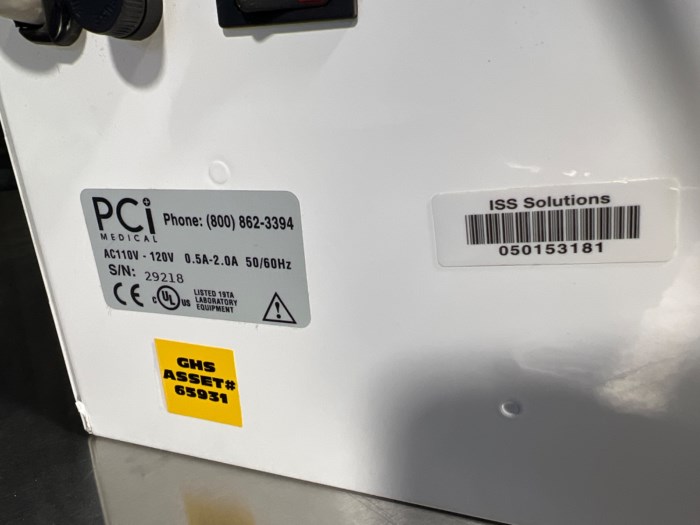 PCi
MEDICAL
Phone: (800) 862-3394
AC110V - 120V 0.5A-2.0A 50/60Hz
S/N: 29218
CE
c UL us
LISTED 19TA
LABORATORY
EQUIPMENT
GHS
ASSET#
65931
ISS Solutions
050153181